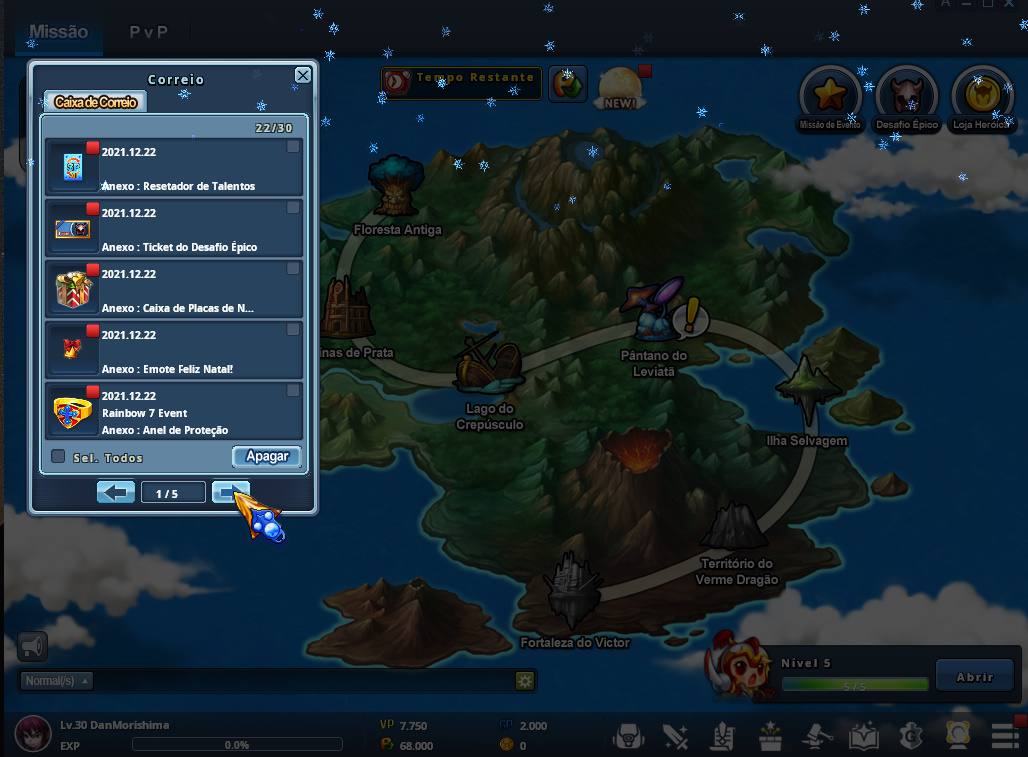 Missão
PvP
Correio
Caixa de Correio
22/30
2021.12.22
Anexo : Resetador de Talentos
2021.12.22
Anexo : Ticket do Desafio Épico
2021.12.22
Anexo : Caixa de Placas de N...
2021.12.22
Anexo : Emote Feliz Natal!
2021.12.22
Rainbow 7 Event
Anexo : Anel de Proteção
Sel. Todos
Apagar
1 / 5
Tempo Restante
NEW!
Missão de Evento
Desafio Épico
Loja Heroica
Floresta Antiga
inas de Prata
Lago do
Crepúsculo
Pântano do
Leviatã
Ilha Selvagem
Território do
Verme Dragão
Fortaleza do Victor
Normal(/s)
Nível 5
5 / 5
Abrir
Lv.30 DanMorishima
EXP
0.0%
VP 7.750
68.000
GP 2.000
0